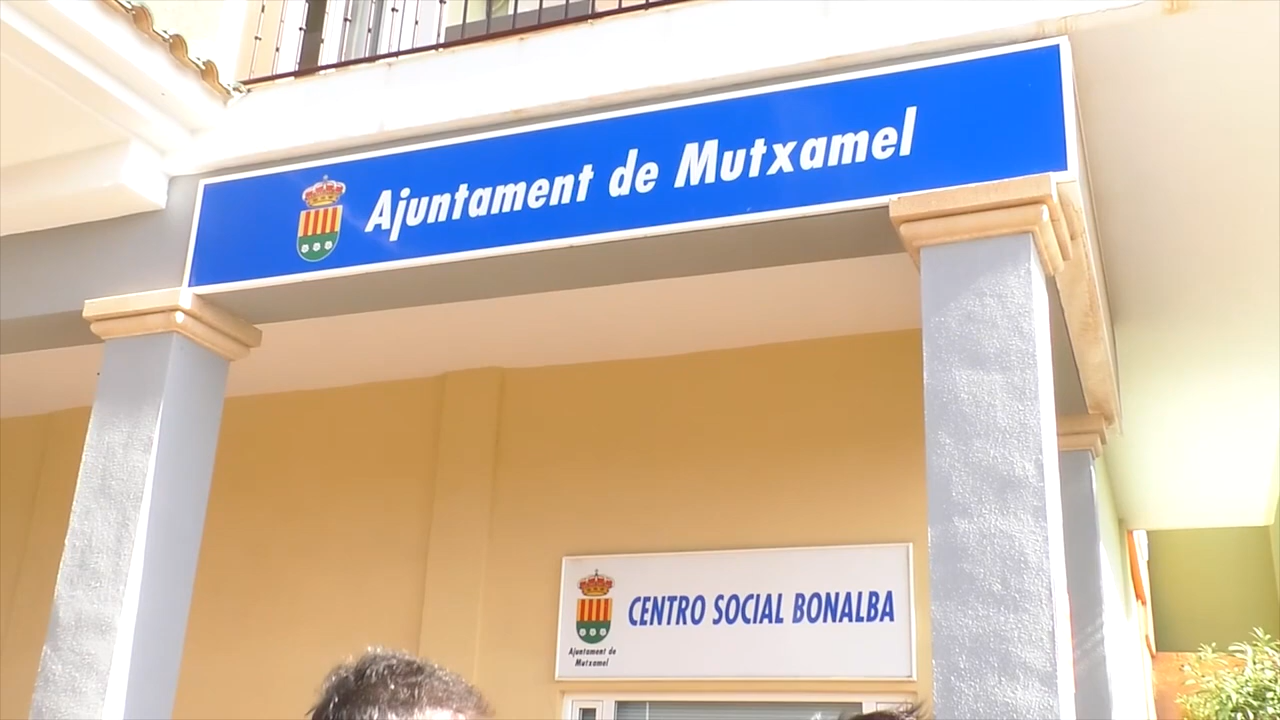 Ajuntament de Mutxamel
CENTRO SOCIAL BONALBA
Ajuntament de
Mutxamel